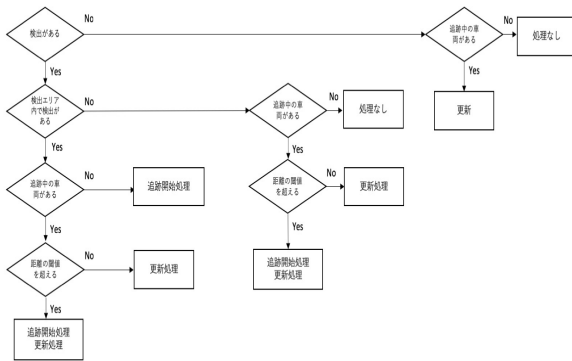 検出がある
No
追跡中の車
両がある
No
処理なし
Yes
Yes
更新
検出エリア
内で検出が
ある
No
追跡中の車
両がある
No
処理なし
Yes
Yes
追跡中の車
両がある
No
追跡開始処理
距離の閾値
を超える
No
更新処理
Yes
Yes
距離の閾値
を超える
No
更新処理
追跡開始処理
更新処理
Yes
追跡開始処理
更新処理